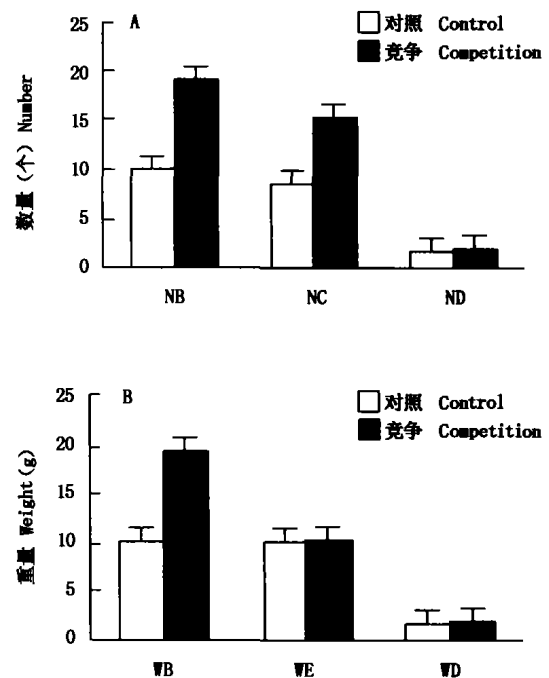 A
对照 Control
竞争 Competition
数量(个) Number
25
20
15
10
5
0
NB NC ND
B
对照 Control
竞争 Competition
重量 Weight(g)
25
20
15
10
5
0
WB WE WD